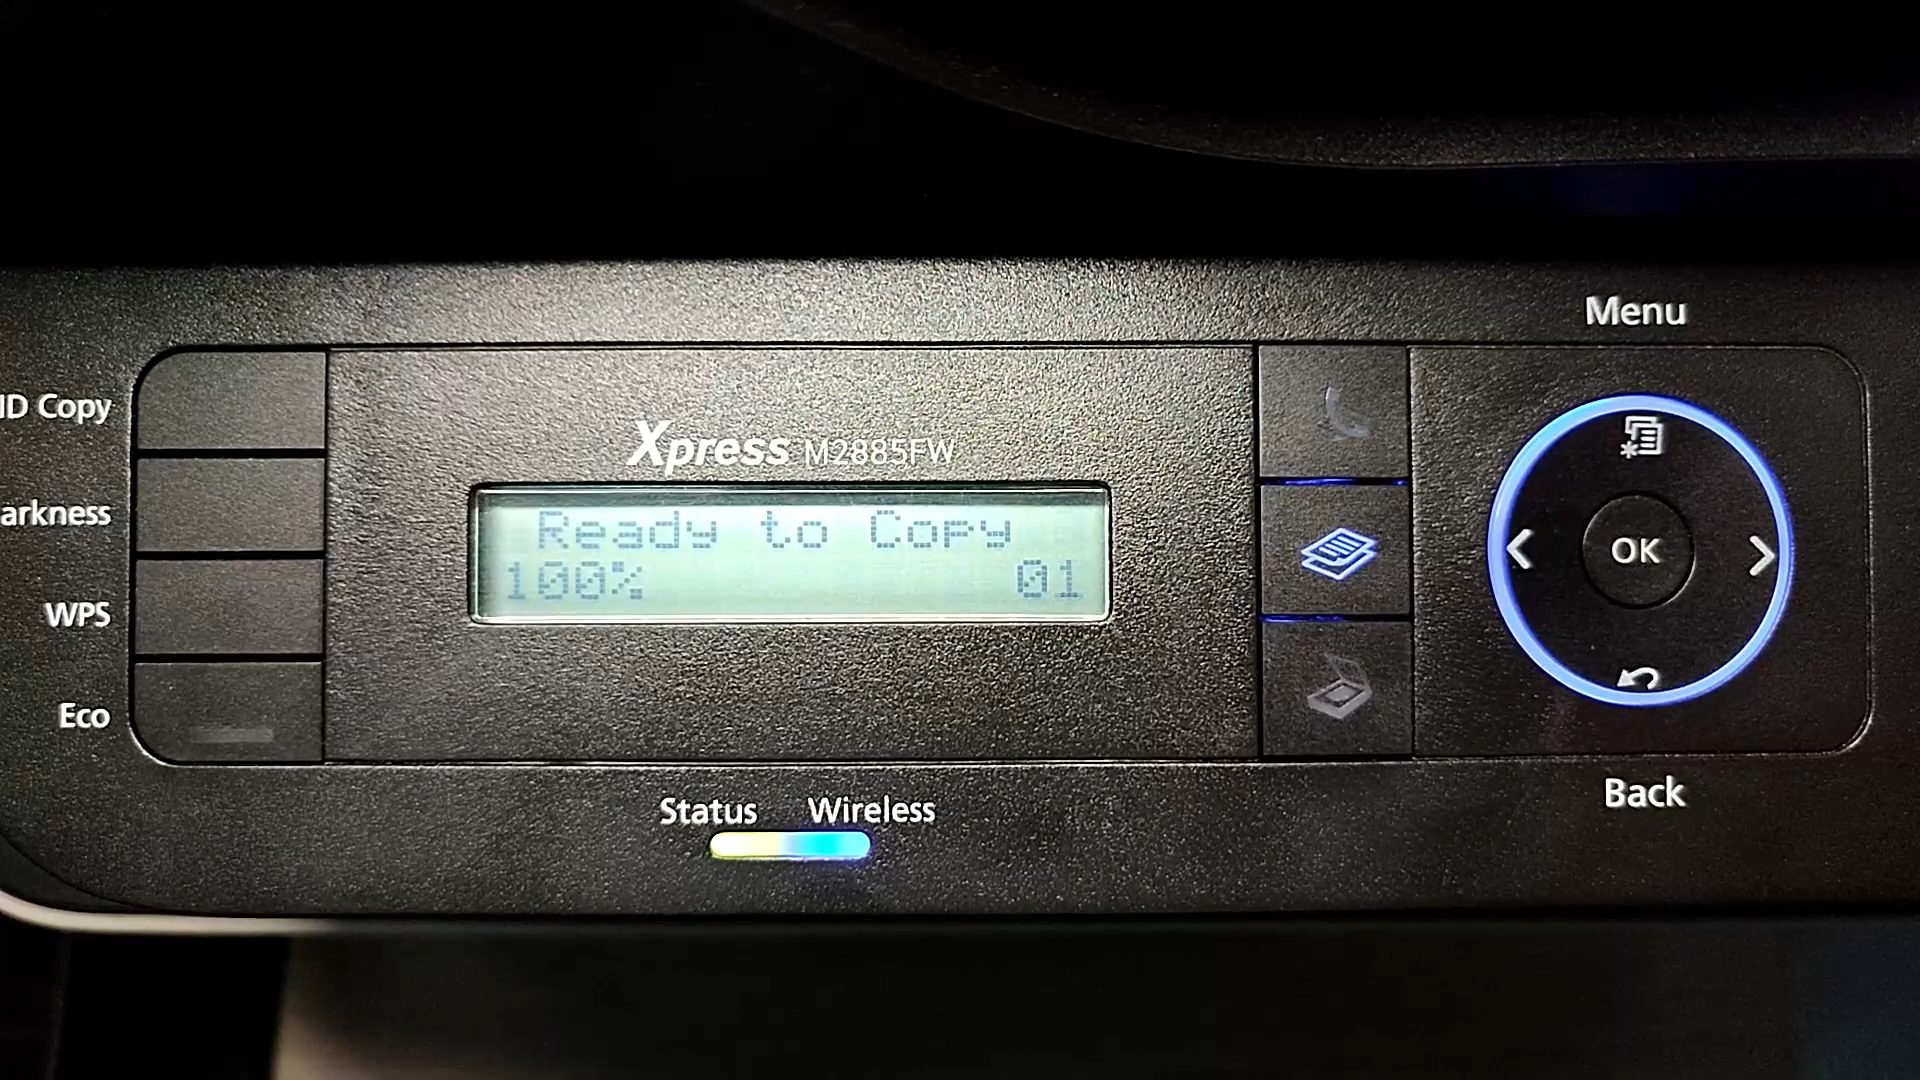 Menu
ID Copy
Xpress M2885FW
arkness
Ready to Copy
100% 01
OK
WPS
Eco
Status Wireless
Back